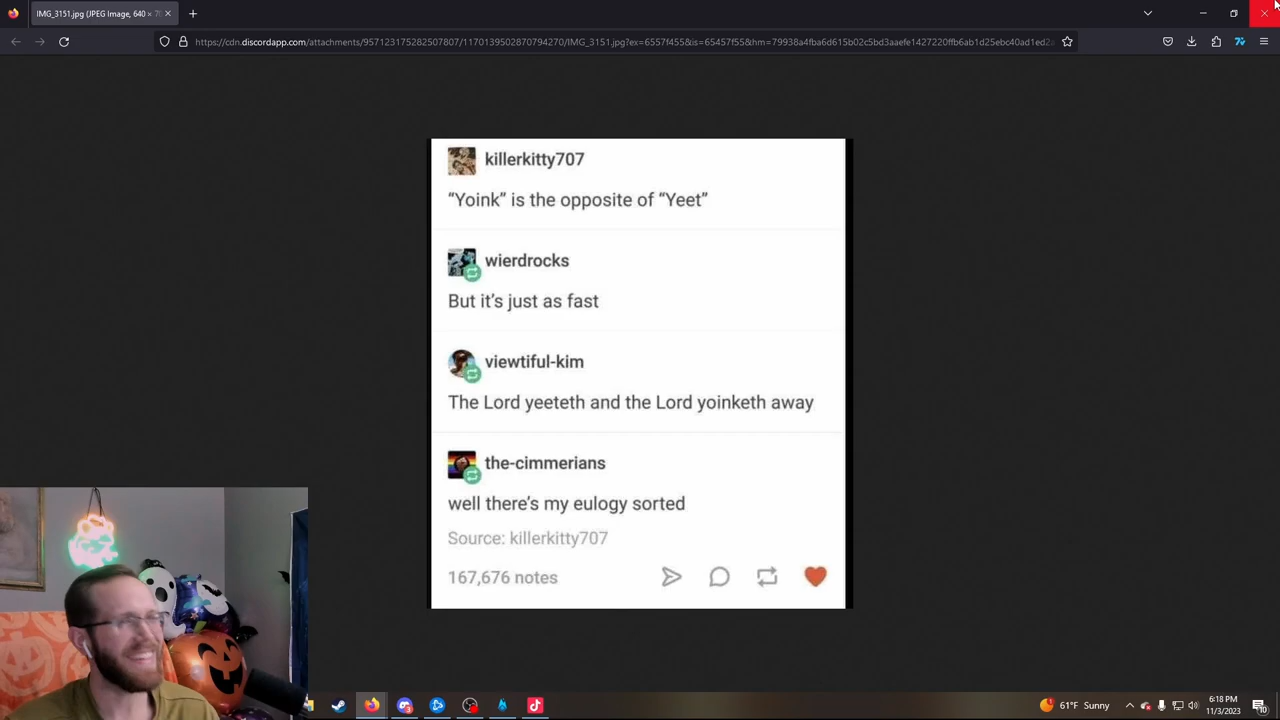 IMG_3151.jpg (JPEG Image, 640 × 70
https://cdn.discordapp.com/attachments/957123175282507807/1170139502870794270/IMG_3151.jpg?ex=6557f455&is=65457f55&hm=79938a4fba6d615b02c5bd3aaefe1427220ffb6ab1d25ebc40ad1ed2a
killerkitty707
“Yoink” is the opposite of “Yeet”
wierdrocks
But it’s just as fast
viewtiful-kim
The Lord yeeteth and the Lord yoinketh away
the-cimmerians
well there’s my eulogy sorted
Source: killerkitty707
167,676 notes
61°F Sunny
6:18 PM
11/3/2023